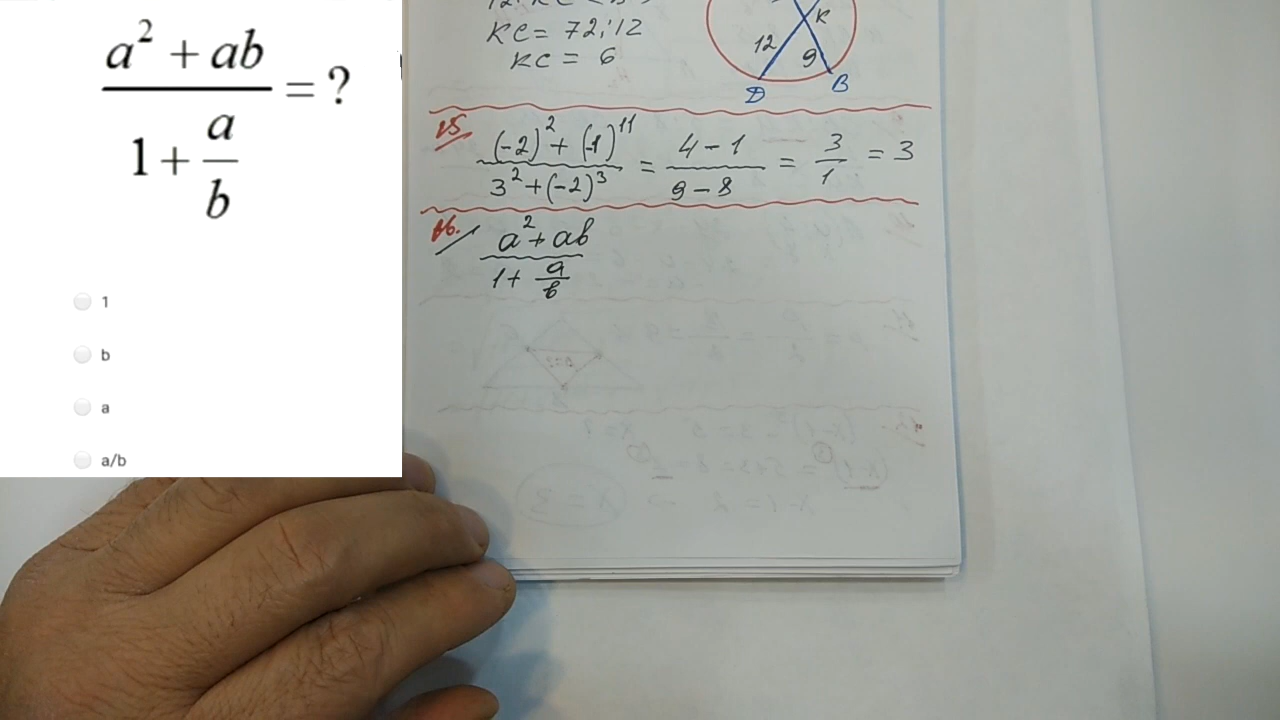 a² + ab
1 + a/b = ?
1
b
a
a/b
KC = 72:12
KC = 6
K
12
9
D
B
15
(-2)² + (-1)¹¹ / 3² + (-2)³ = 4 - 1 / 9 - 8 = 3/1 = 3
16.
a² + ab
1 + a/b